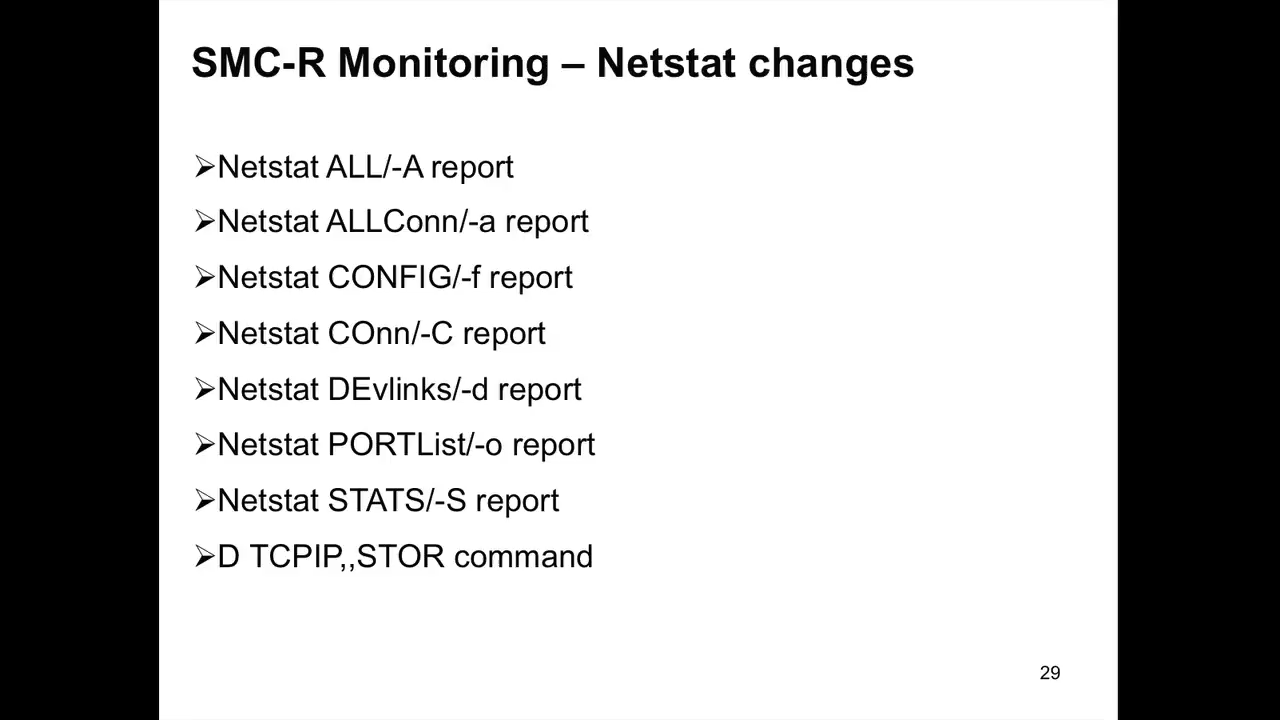 SMC-R Monitoring – Netstat changes
➢Netstat ALL/-A report
➢Netstat ALLConn/-a report
➢Netstat CONFIG/-f report
➢Netstat COnn/-C report
➢Netstat DEvlinks/-d report
➢Netstat PORTList/-o report
➢Netstat STATS/-S report
➢D TCPIP,,STOR command
29